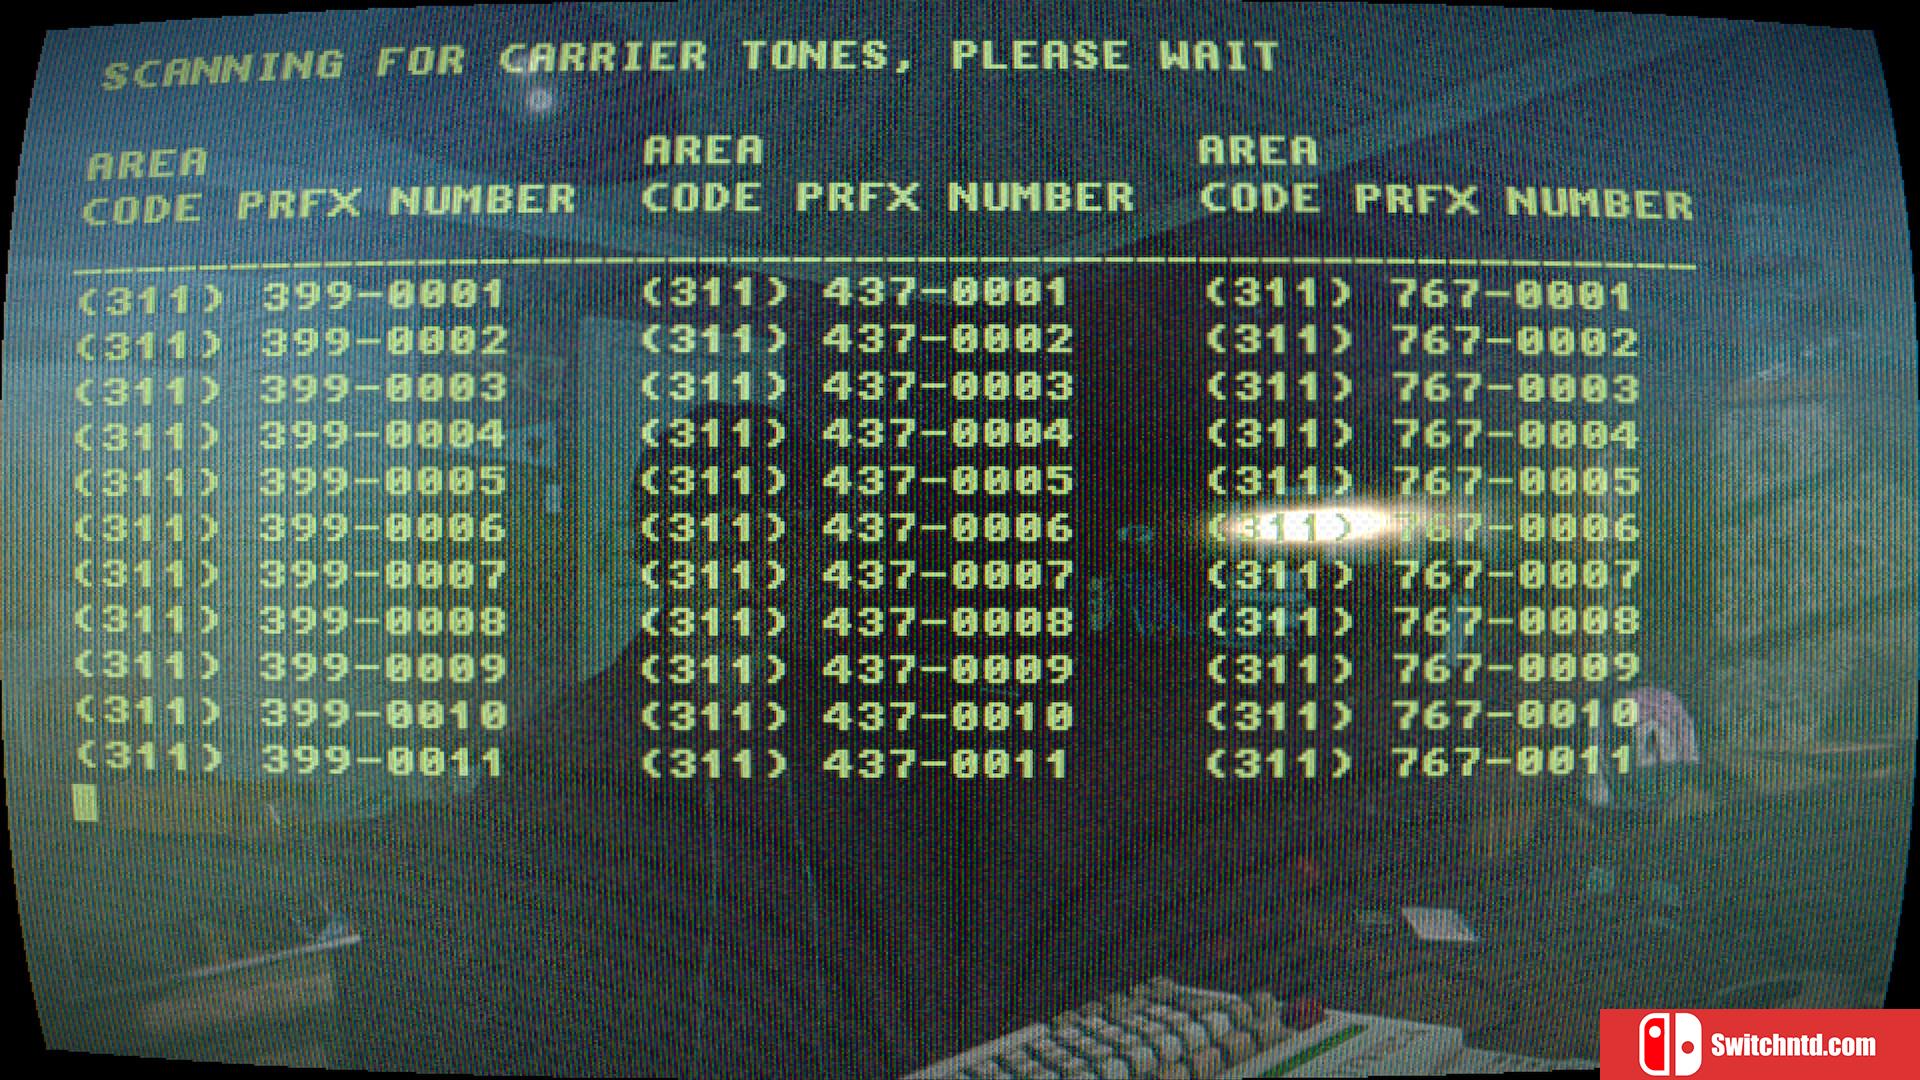 SCANNING FOR CARRIER TONES, PLEASE WAIT
AREA AREA AREA
CODE PRFX NUMBER CODE PRFX NUMBER CODE PRFX NUMBER
(311) 399-0001 (311) 437-0001 (311) 767-0001
(311) 399-0002 (311) 437-0002 (311) 767-0002
(311) 399-0003 (311) 437-0003 (311) 767-0003
(311) 399-0004 (311) 437-0004 (311) 767-0004
(311) 399-0005 (311) 437-0005 (311) 767-0005
(311) 399-0006 (311) 437-0006 (311) 767-0006
(311) 399-0007 (311) 437-0007 (311) 767-0007
(311) 399-0008 (311) 437-0008 (311) 767-0008
(311) 399-0009 (311) 437-0009 (311) 767-0009
(311) 399-0010 (311) 437-0010 (311) 767-0010
(311) 399-0011 (311) 437-0011 (311) 767-0011
Switchntd.com